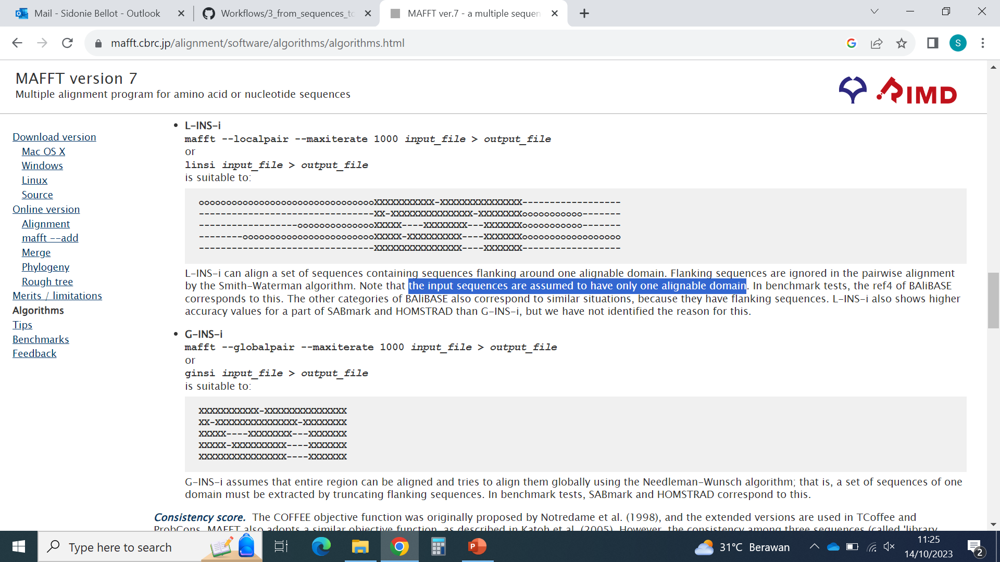 Mail - Sidonie Bellot - Outlook
Workflows/3_from_sequences_to
MAFFT ver.7 - a multiple sequen
mafft.cbrc.jp/alignment/software/algorithms/algorithms.html
S
MAFFT version 7
Multiple alignment program for amino acid or nucleotide sequences
RIMD
Download version
Mac OS X
Windows
Linux
Source
Online version
Alignment
mafft --add
Merge
Phylogeny
Rough tree
Merits / limitations
Algorithms
Tips
Benchmarks
Feedback
• L-INS-i
mafft --localpair --maxiterate 1000 input_file > output_file
or
linsi input_file > output_file
is suitable to:
ooooooooooooooooooooooooooooooooXXXXXXXXXXX-XXXXXXXXXXXXXXX------------------
--------------------------------XX-XXXXXXXXXXXXXXX-XXXXXXXXooooooooooo-------
------------------ooooooooooooooXXXXX----XXXXXXXX---XXXXXXXooooooooooo-------
--------ooooooooooooooooooooooooXXXXX-XXXXXXXXXX----XXXXXXXoooooooooooooooooo
--------------------------------XXXXXXXXXXXXXXXX----XXXXXXX------------------
L-INS-i can align a set of sequences containing sequences flanking around one alignable domain. Flanking sequences are ignored in the pairwise alignment
by the Smith-Waterman algorithm. Note that the input sequences are assumed to have only one alignable domain. In benchmark tests, the ref4 of BAliBASE
corresponds to this. The other categories of BAliBASE also correspond to similar situations, because they have flanking sequences. L-INS-i also shows higher
accuracy values for a part of SABmark and HOMSTRAD than G-INS-i, but we have not identified the reason for this.
• G-INS-i
mafft --globalpair --maxiterate 1000 input_file > output_file
or
ginsi input_file > output_file
is suitable to:
XXXXXXXXXXX-XXXXXXXXXXXXXXX
XX-XXXXXXXXXXXXXXX-XXXXXXXX
XXXXX----XXXXXXXX---XXXXXXX
XXXXX-XXXXXXXXXX----XXXXXXX
XXXXXXXXXXXXXXXX----XXXXXXX
G-INS-i assumes that entire region can be aligned and tries to align them globally using the Needleman-Wunsch algorithm; that is, a set of sequences of one
domain must be extracted by truncating flanking sequences. In benchmark tests, SABmark and HOMSTRAD correspond to this.
Consistency score. The COFFEE objective function was originally proposed by Notredame et al. (1998), and the extended versions are used in TCoffee and
ProbCons. MAFFT also adopts a similar objective function, as described in Katoh et al. (2005). However, the consistency among three sequences (called 'library
Type here to search
31°C Berawan
11:25
14/10/2023
2